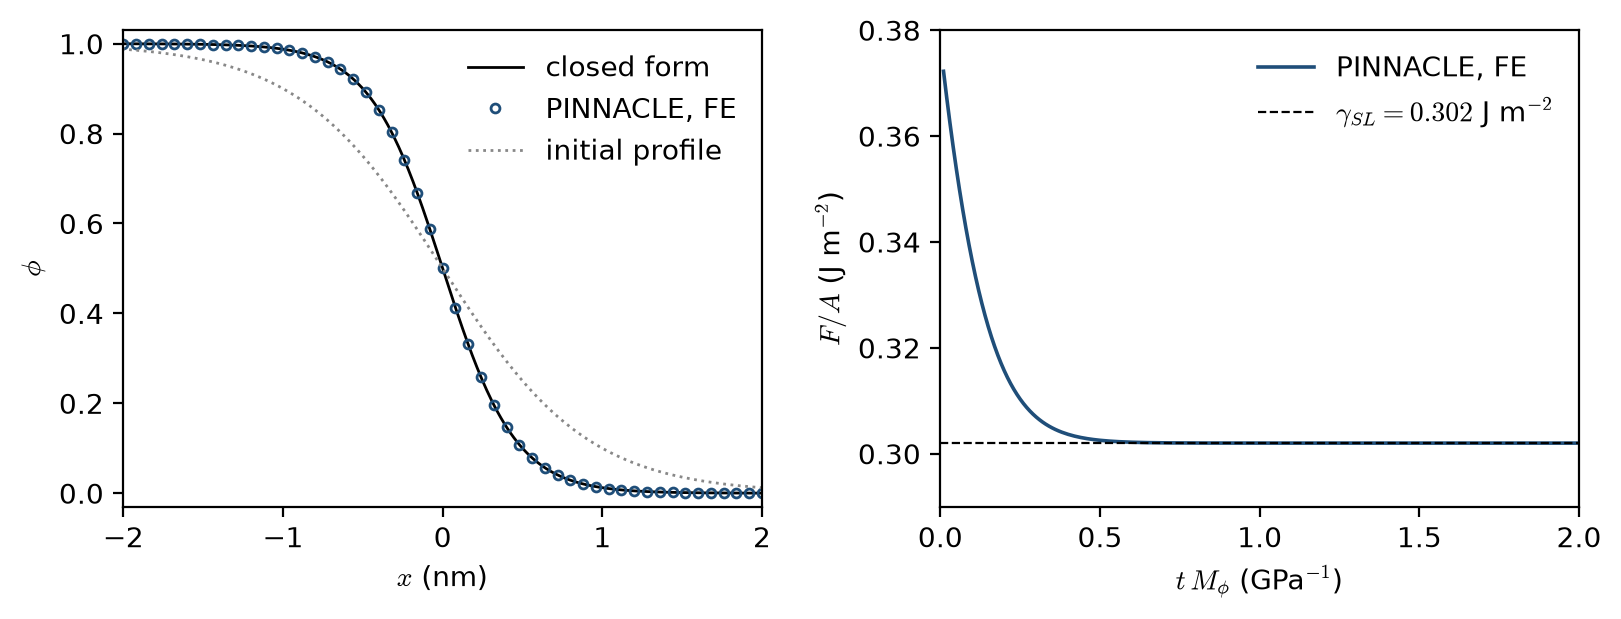 1.0
0.8
0.6
0.4
0.2
0.0
ϕ
−2
−1
0
1
2
x (nm)
closed form
PINNACLE, FE
initial profile
0.38
0.36
0.34
0.32
0.30
F/A (J m⁻²)
0.0
0.5
1.0
1.5
2.0
t M_ϕ (GPa⁻¹)
PINNACLE, FE
γ_SL = 0.302 J m⁻²